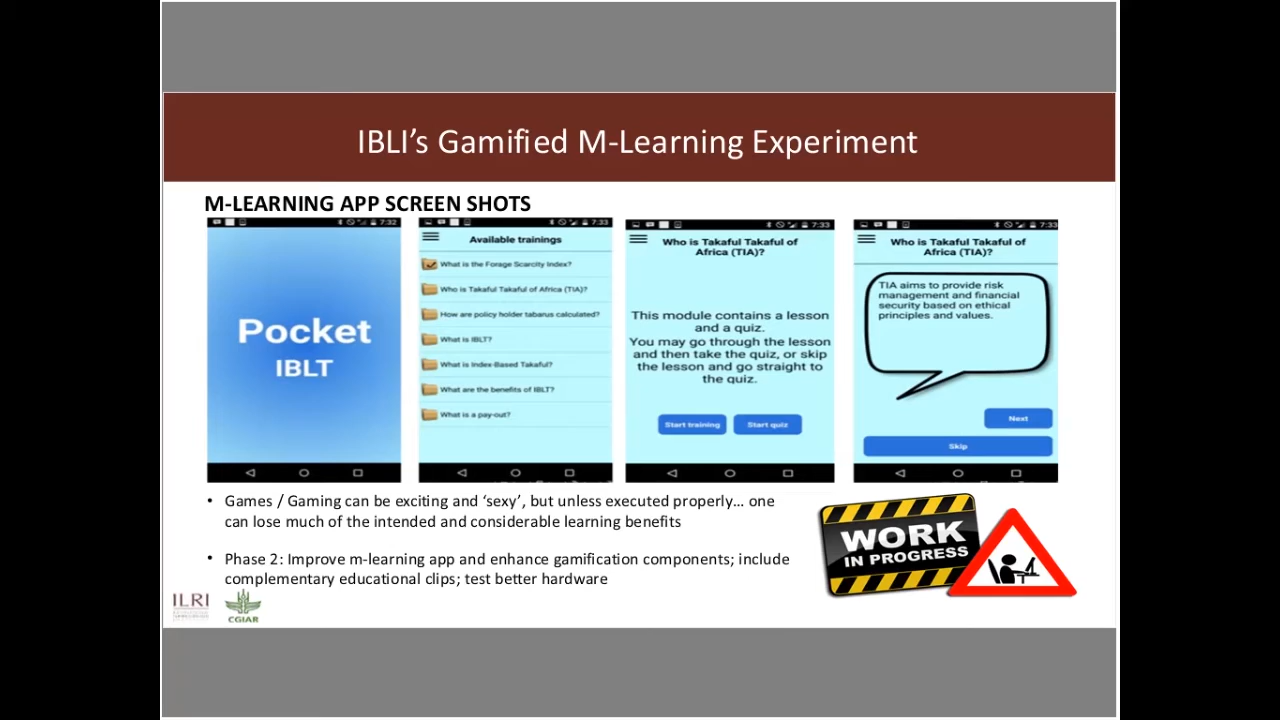 IBLI’s Gamified M-Learning Experiment
M-LEARNING APP SCREEN SHOTS
7:32
Pocket
IBLT
7:33
Available trainings
What is the Forage Scarcity Index?
Who is Takaful Takaful of Africa (TIA)?
How are policy holder tabarus calculated?
What is IBLT?
What is Index-Based Takaful?
What are the benefits of IBLT?
What is a pay-out?
7:33
Who is Takaful Takaful of
Africa (TIA)?
This module contains a lesson
and a quiz.
You may go through the lesson
and then take the quiz, or skip
the lesson and go straight to
the quiz.
Start training
Start quiz
7:33
Who is Takaful Takaful of
Africa (TIA)?
TIA aims to provide risk
management and financial
security based on ethical
principles and values.
Next
Skip
• Games / Gaming can be exciting and ‘sexy’, but unless executed properly… one
can lose much of the intended and considerable learning benefits
• Phase 2: Improve m-learning app and enhance gamification components; include
complementary educational clips; test better hardware
WORK
IN PROGRESS
ILRI
CGIAR